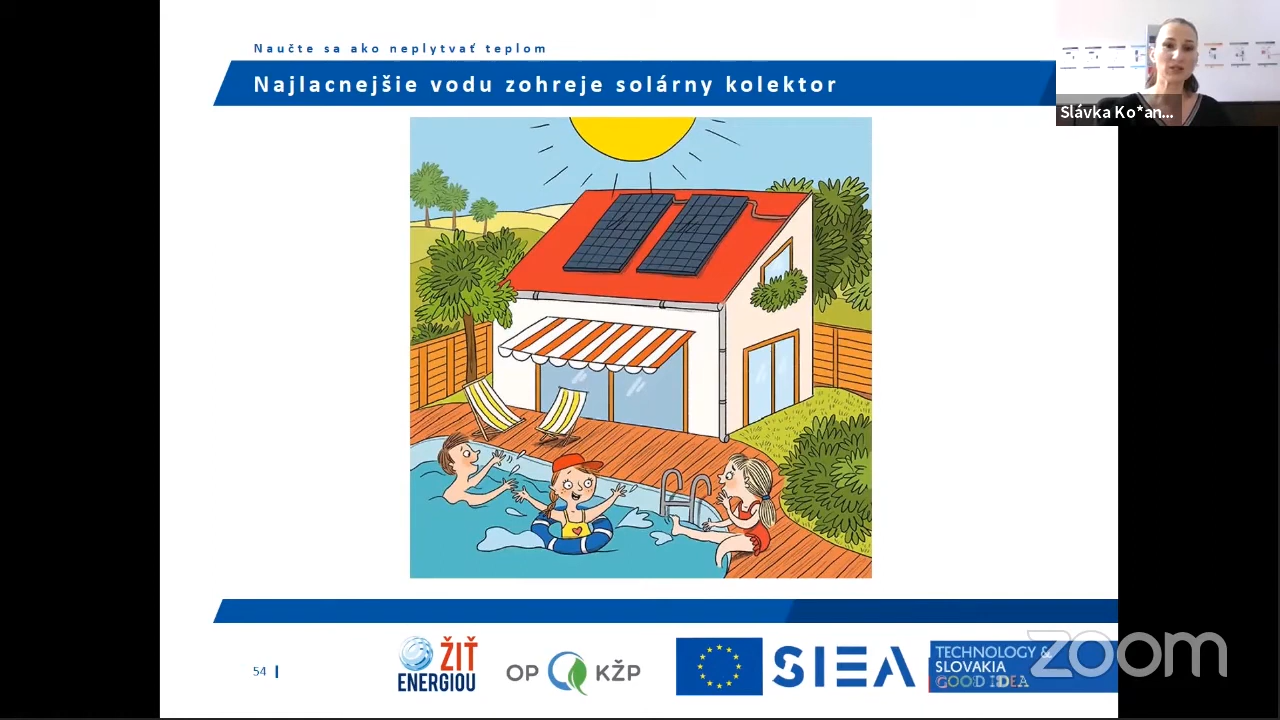 Naučte sa ako neplytvať teplom
Najlacnejšie vodu zohreje solárny kolektor
Slávka Ko*an...
54
ŽIŤ
ENERGIOU
OP KŽP
SIEA
TECHNOLOGY &
SLOVAKIA
GOOD IDEA
zoom